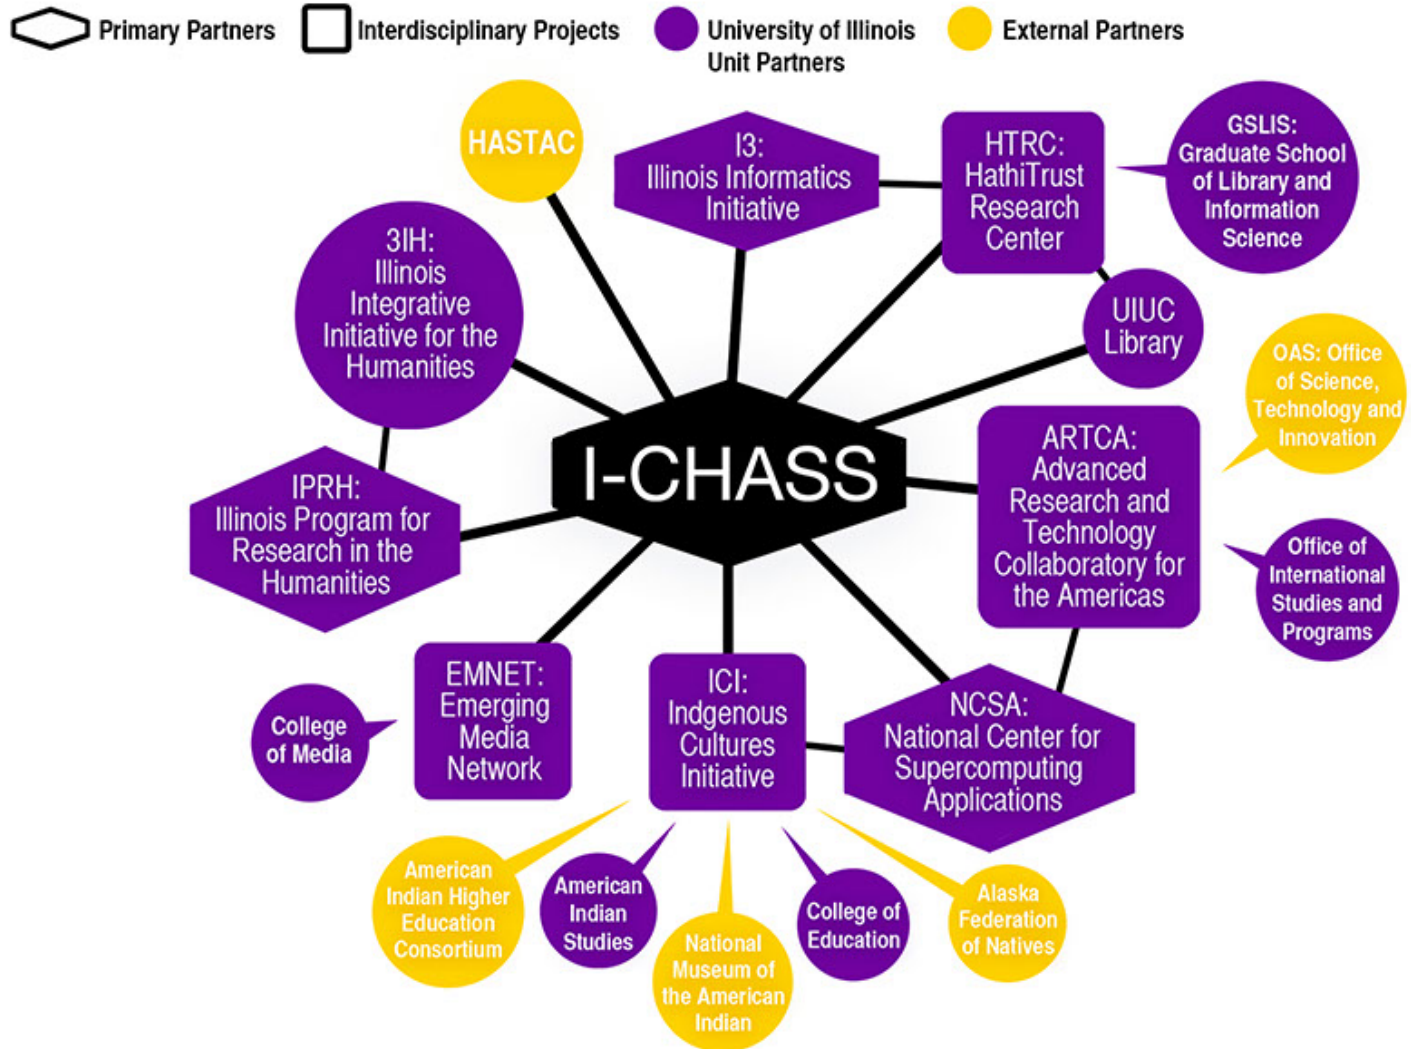 Primary Partners
Interdisciplinary Projects
University of Illinois
Unit Partners
External Partners
HASTAC
I3:
Illinois Informatics
Initiative
HTRC:
HathiTrust
Research
Center
GSLIS:
Graduate School
of Library and
Information
Science
3IH:
Illinois
Integrative
Initiative for the
Humanities
UIUC
Library
OAS: Office
of Science,
Technology and
Innovation
I-CHASS
ARTCA:
Advanced
Research and
Technology
Collaboratory for
the Americas
IPRH:
Illinois Program for
Research in the
Humanities
Office of
International
Studies and
Programs
EMNET:
Emerging
Media
Network
ICI:
Indgenous
Cultures
Initiative
NCSA:
National Center for
Supercomputing
Applications
College
of Media
American
Indian Higher
Education
Consortium
American
Indian
Studies
National
Museum of
the American
Indian
College of
Education
Alaska
Federation
of Natives